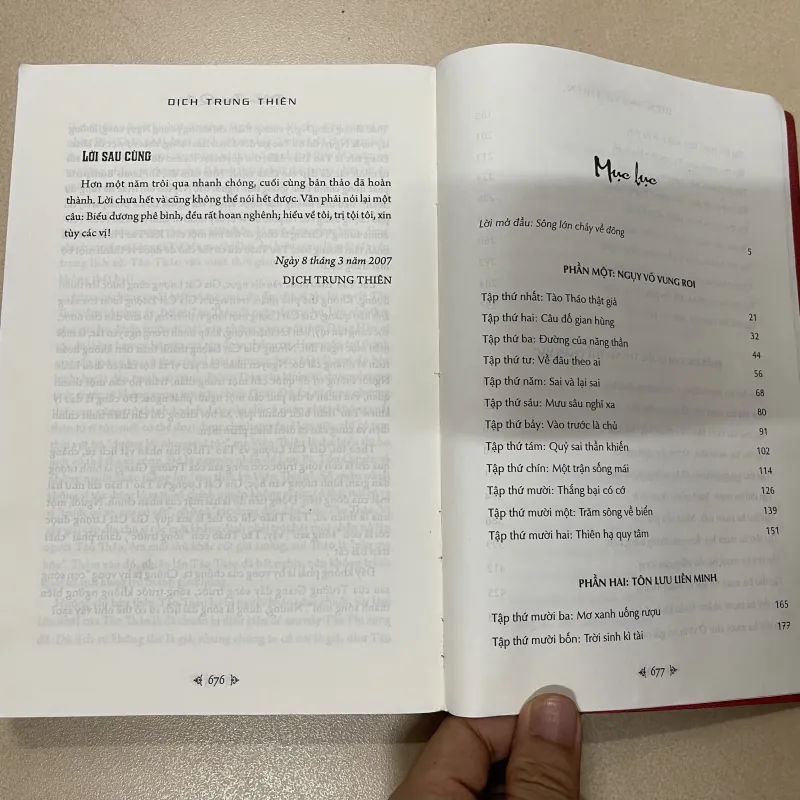 DỊCH TRUNG THIÊN
LỜI SAU CÙNG
Hơn một năm trôi qua nhanh chóng, cuối cùng bản thảo đã hoàn
thành. Lời chưa hết và cũng không thể nói hết được. Vẫn phải nói lại một
câu: Biểu dương phê bình, đều rất hoan nghênh; hiểu về tôi, trị tội tôi, xin
tùy các vị!
Ngày 8 tháng 3 năm 2007
DỊCH TRUNG THIÊN
676
Mục lục
Lời mở đầu: Sông lớn chảy về đông 5
PHẦN MỘT: NGỤY VÕ VUNG ROI
Tập thứ nhất: Tào Tháo thật giả 21
Tập thứ hai: Câu đố gian hùng 32
Tập thứ ba: Đường của năng thần 44
Tập thứ tư: Về đâu theo ai 56
Tập thứ năm: Sai và lại sai 68
Tập thứ sáu: Mưu sâu nghĩ xa 80
Tập thứ bảy: Vào trước là chủ 91
Tập thứ tám: Quỷ sai thần khiến 102
Tập thứ chín: Một trận sống mái 114
Tập thứ mười: Thắng bại có cớ 126
Tập thứ mười một: Trăm sông về biển 139
Tập thứ mười hai: Thiên hạ quy tâm 151
PHẦN HAI: TÔN LƯU LIÊN MINH
Tập thứ mười ba: Mơ xanh uống rượu 165
Tập thứ mười bốn: Trời sinh kì tài 177
677